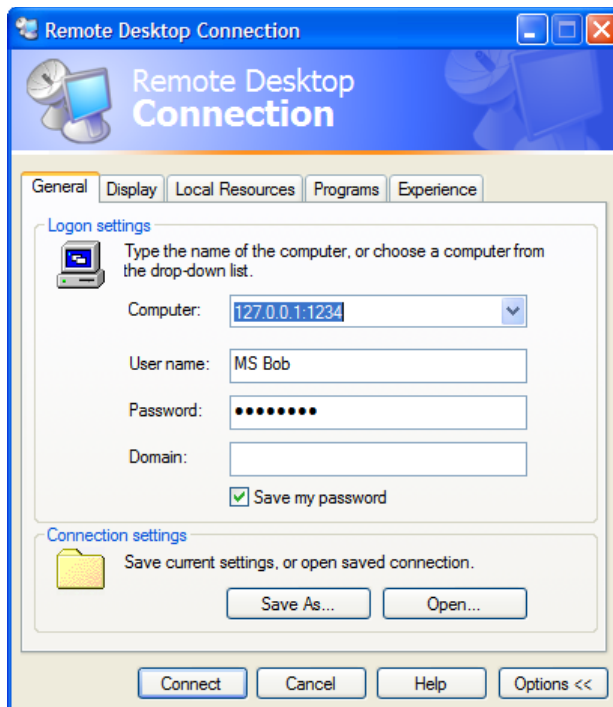 Remote Desktop Connection
Remote Desktop
Connection
General Display Local Resources Programs Experience
Logon settings
Type the name of the computer, or choose a computer from
the drop-down list.
Computer: 127.0.0.1:1234
User name: MS Bob
Password: ●●●●●●●●
Domain:
Save my password
Connection settings
Save current settings, or open saved connection.
Save As... Open...
Connect Cancel Help Options <<